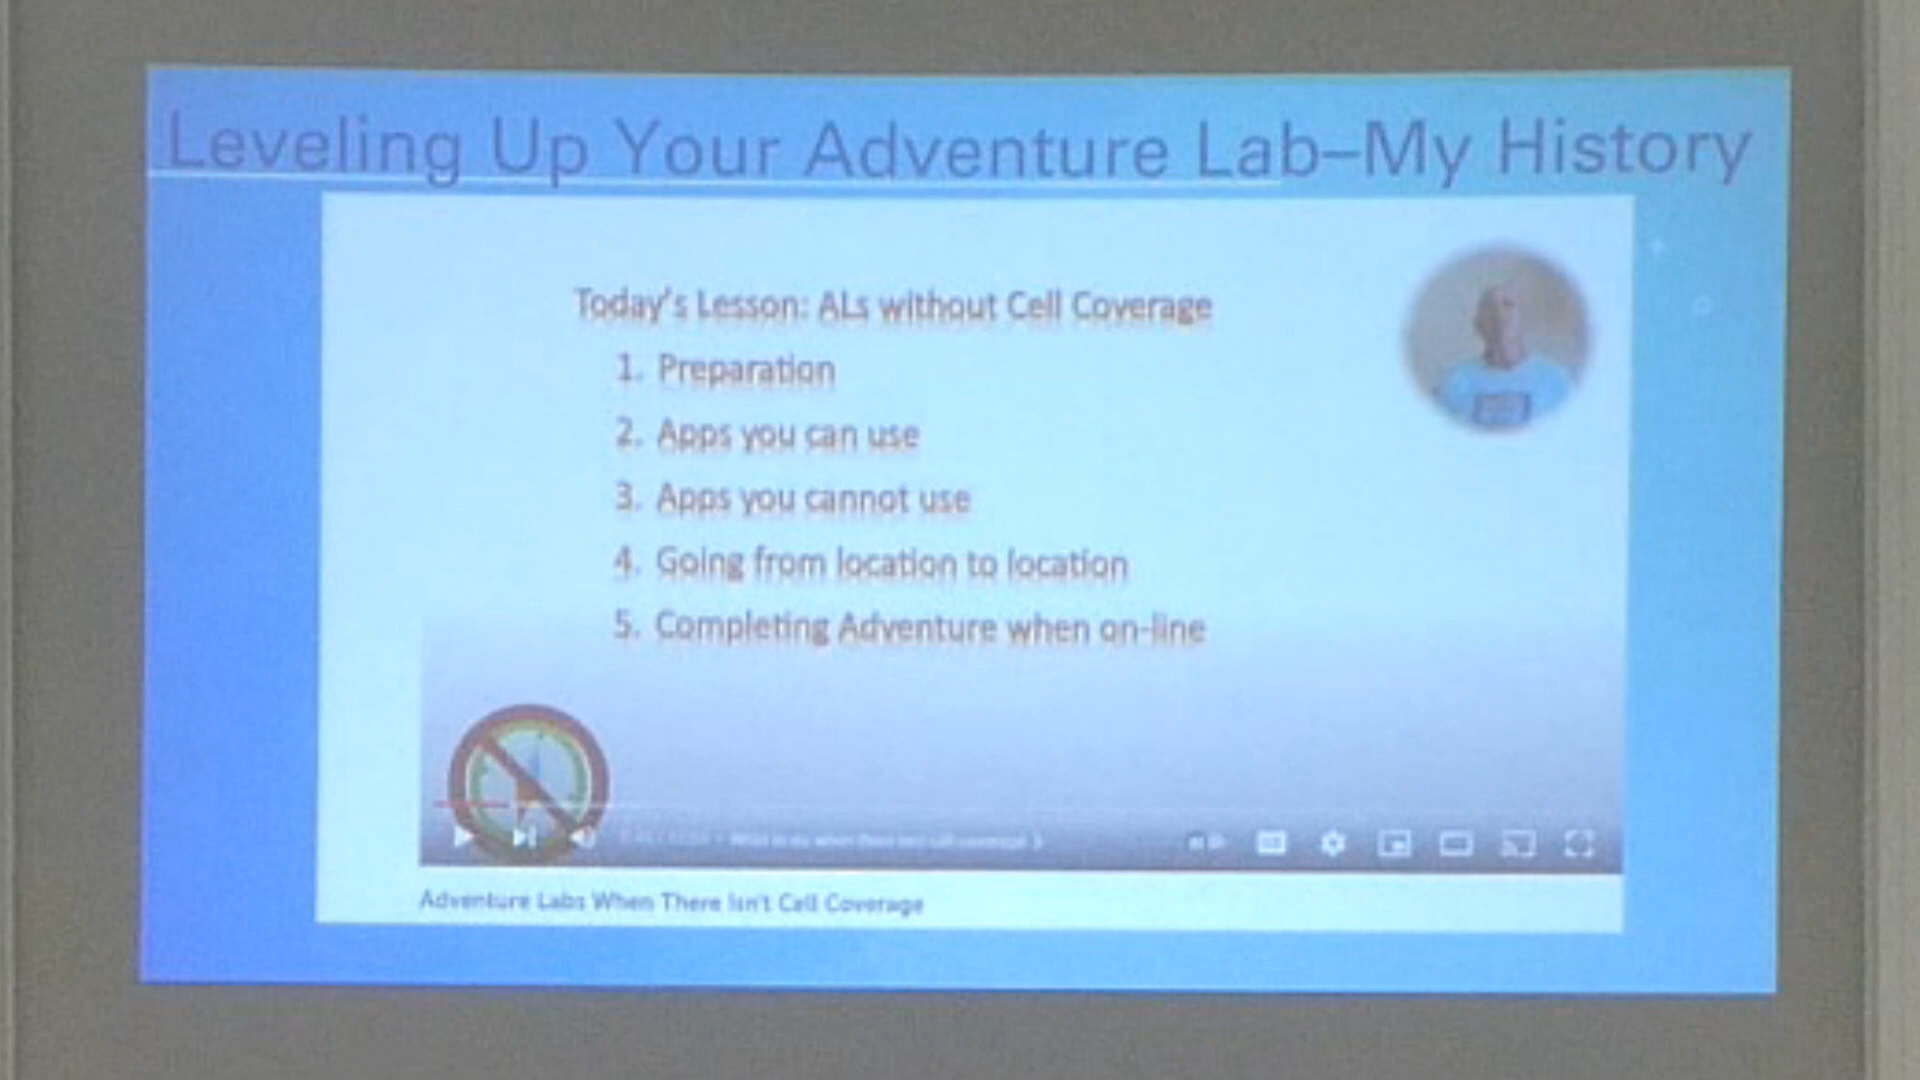 Leveling Up Your Adventure Lab–My History
Today's Lesson: ALs without Cell Coverage
1. Preparation
2. Apps you can use
3. Apps you cannot use
4. Going from location to location
5. Completing Adventure when on-line
Adventure Labs When There Isn't Cell Coverage